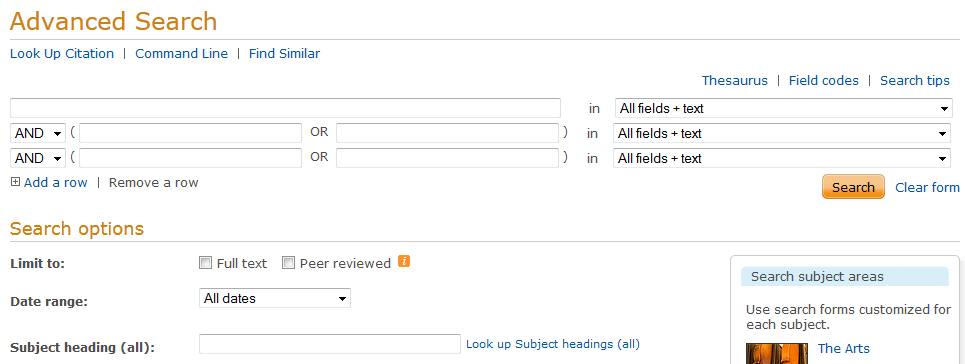 Advanced Search
Look Up Citation | Command Line | Find Similar
Thesaurus | Field codes | Search tips
in All fields + text
AND ( OR ) in All fields + text
AND ( OR ) in All fields + text
Add a row | Remove a row
Search Clear form
Search options
Limit to: Full text Peer reviewed i
Date range: All dates
Subject heading (all): Look up Subject headings (all)
Search subject areas
Use search forms customized for
each subject.
The Arts